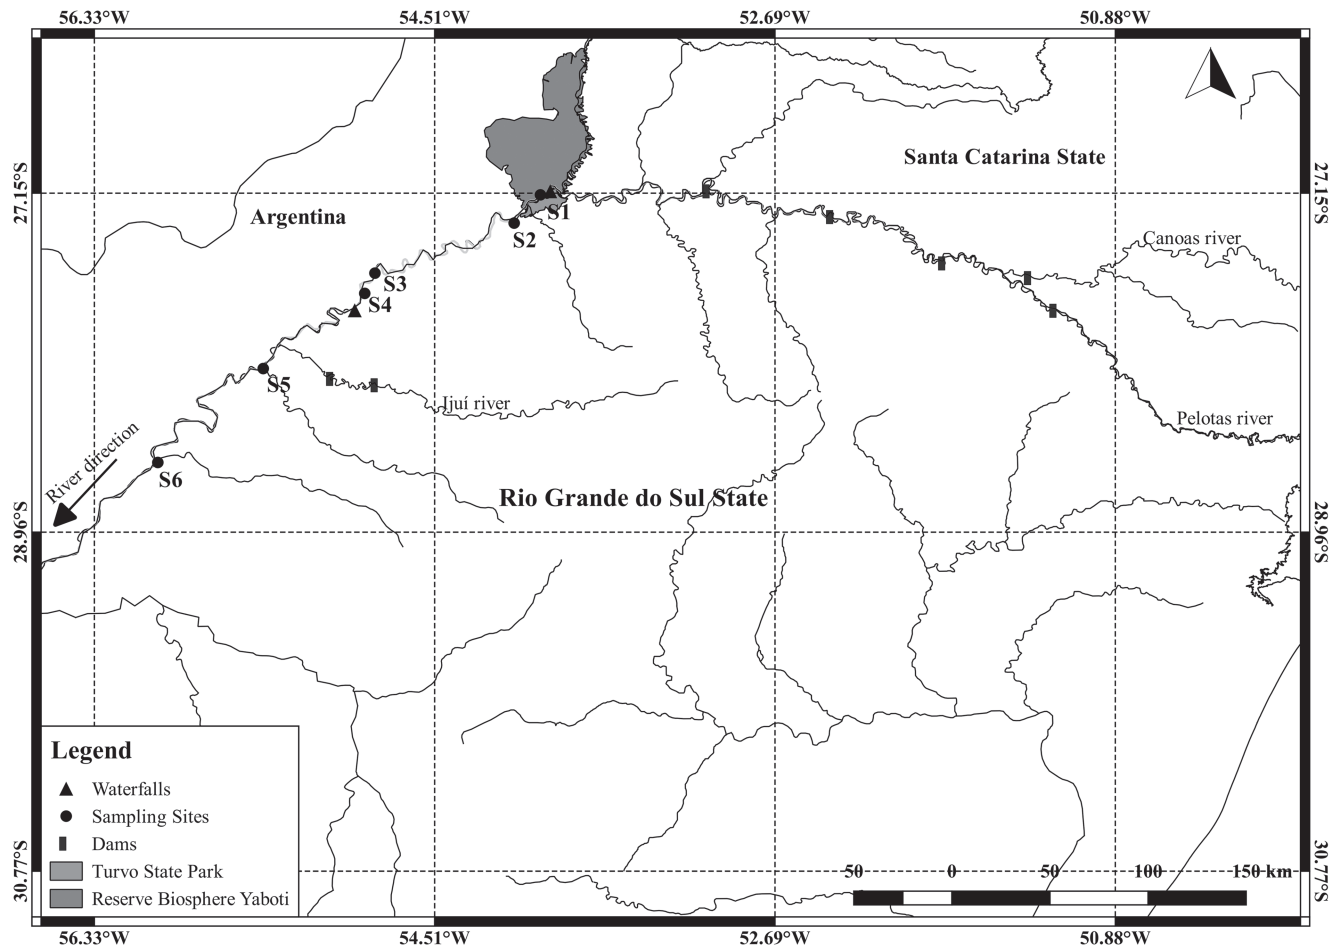 56.33°W 54.51°W 52.69°W 50.88°W
Santa Catarina State
27.15°S 27.15°S
Argentina
S1
S2
Canoas river
S3
S4
S5
Ijuí river
Pelotas river
River direction
S6
Rio Grande do Sul State
28.96°S 28.96°S
Legend
Waterfalls
Sampling Sites
Dams
Turvo State Park
Reserve Biosphere Yaboti
30.77°S 30.77°S
50 0 50 100 150 km
56.33°W 54.51°W 52.69°W 50.88°W